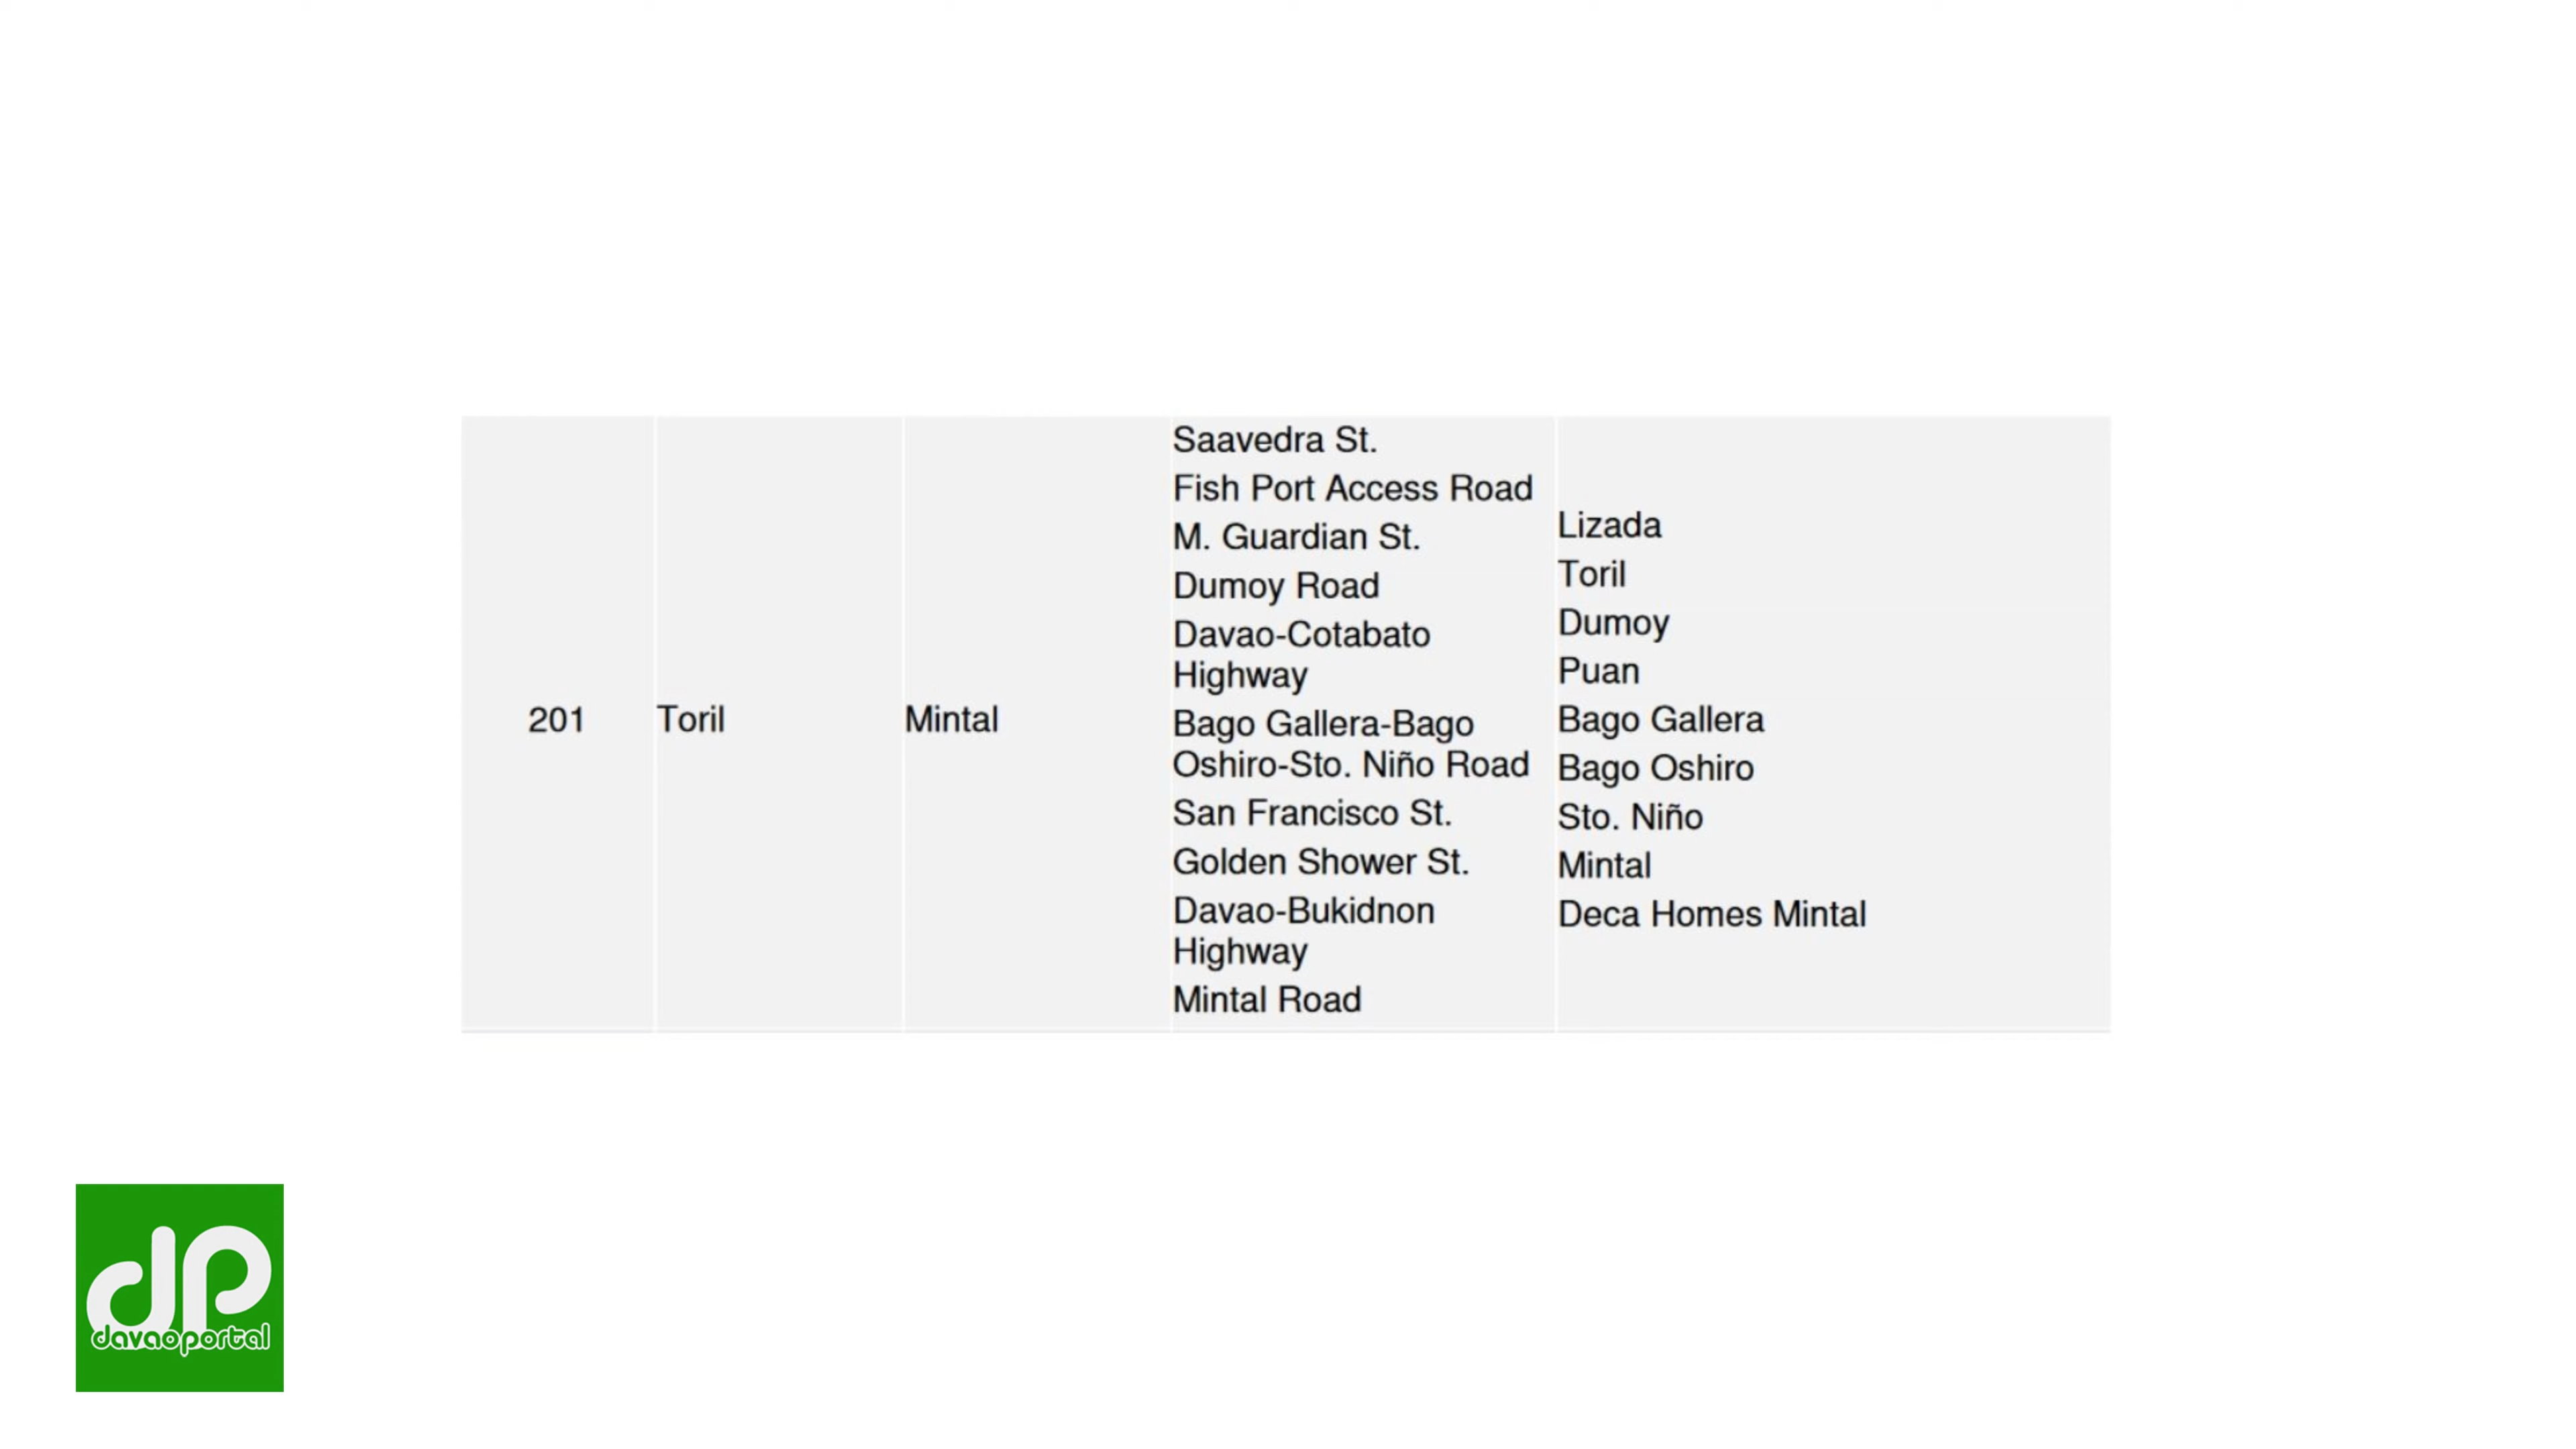 201
Toril
Mintal
Saavedra St.
Fish Port Access Road
M. Guardian St.
Dumoy Road
Davao-Cotabato
Highway
Bago Gallera-Bago
Oshiro-Sto. Niño Road
San Francisco St.
Golden Shower St.
Davao-Bukidnon
Highway
Mintal Road
Lizada
Toril
Dumoy
Puan
Bago Gallera
Bago Oshiro
Sto. Niño
Mintal
Deca Homes Mintal
dp
davaoportal